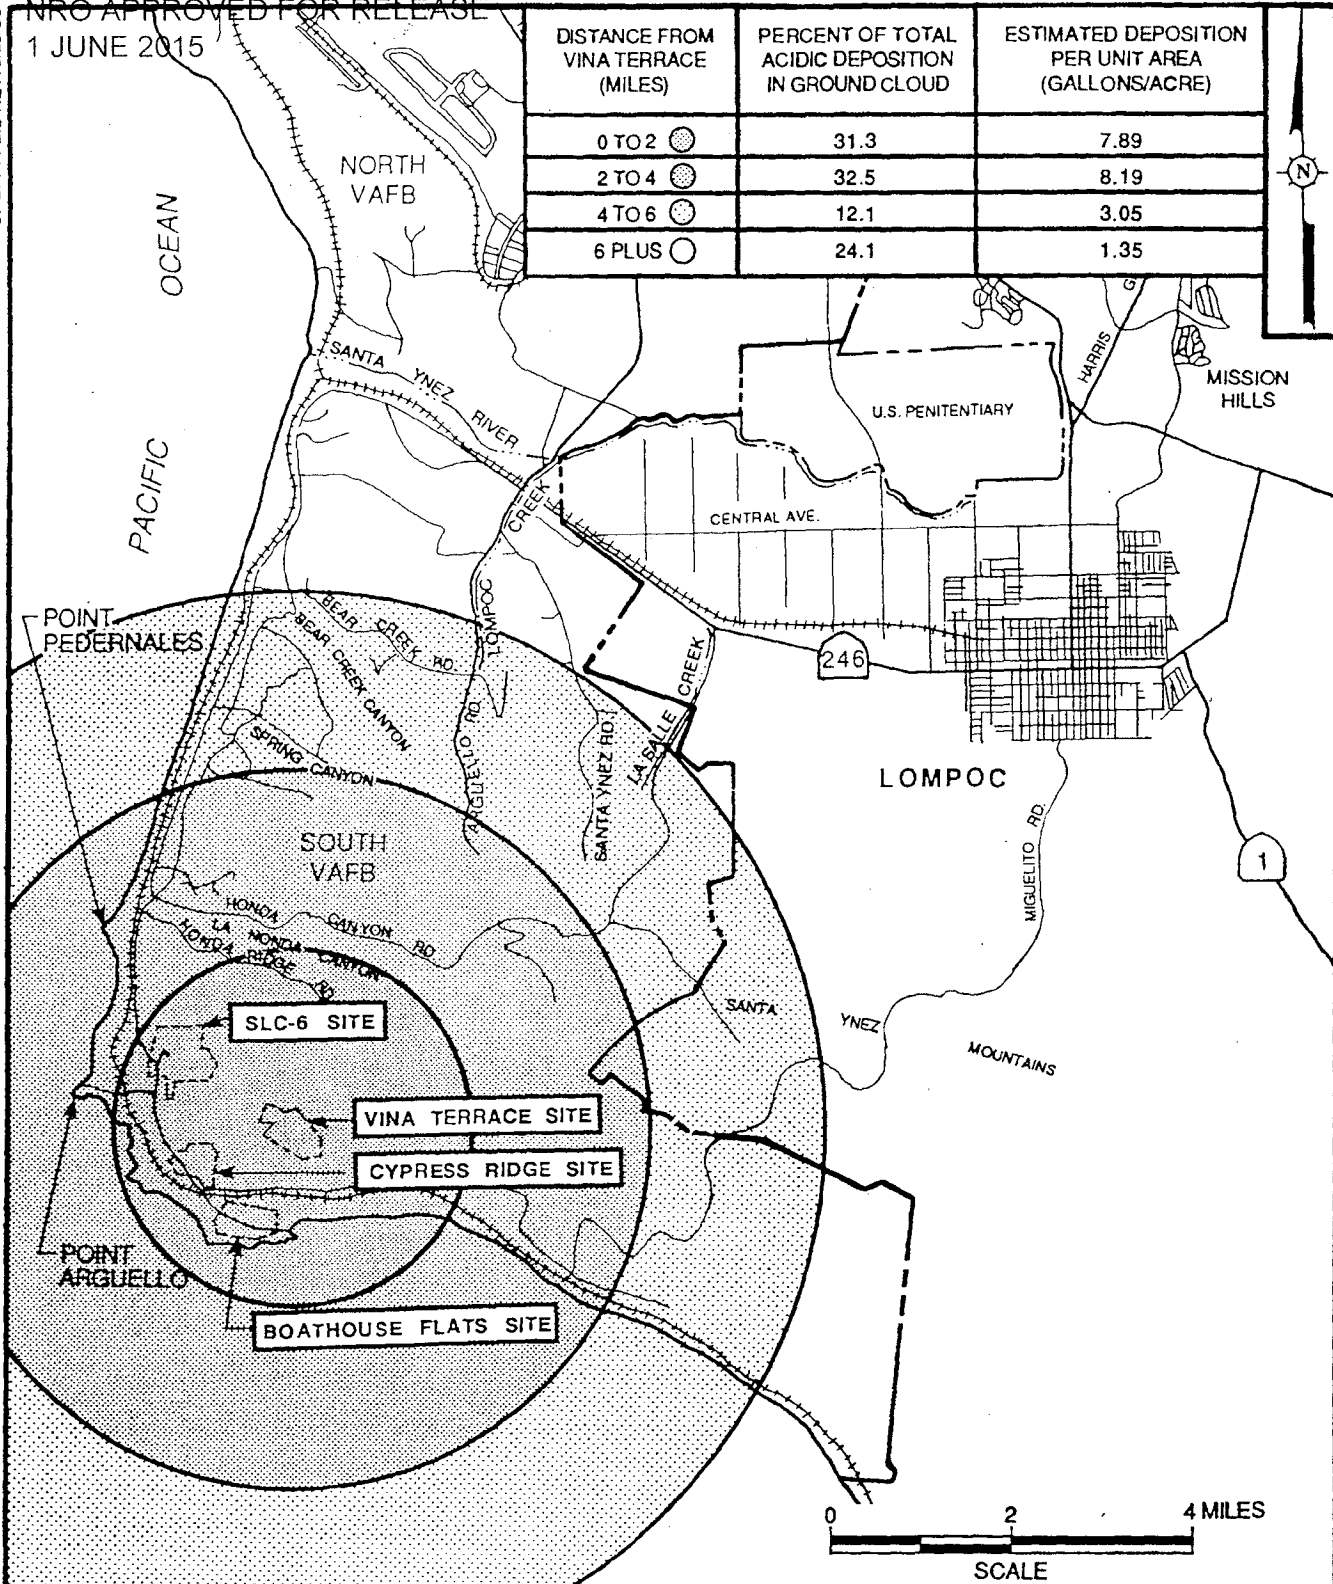 NRO APPROVED FOR RELEASE
1 JUNE 2015
DISTANCE FROM
VINA TERRACE
(MILES)
PERCENT OF TOTAL
ACIDIC DEPOSITION
IN GROUND CLOUD
ESTIMATED DEPOSITION
PER UNIT AREA
(GALLONS/ACRE)
0 TO 2 31.3 7.89
2 TO 4 32.5 8.19
4 TO 6 12.1 3.05
6 PLUS 24.1 1.35
N
NORTH
VAFB
PACIFIC OCEAN
SANTA YNEZ RIVER
HARRIS G
MISSION
HILLS
U.S. PENITENTIARY
CENTRAL AVE.
LOMPOC CREEK
POINT
PEDERNALES
BEAR CREEK RD.
BEAR CREEK CANYON
246
LA SALLE CREEK
SPRING CANYON
ARGUELLO RD.
SANTA YNEZ RD.
LOMPOC
MIGUELITO RD.
1
SOUTH
VAFB
HONDA CANYON RD
LA HONDA CANYON
HONDA RIDGE RD.
SLC-6 SITE
SANTA YNEZ MOUNTAINS
VINA TERRACE SITE
CYPRESS RIDGE SITE
POINT
ARGUELLO
BOATHOUSE FLATS SITE
0 2 4 MILES
SCALE